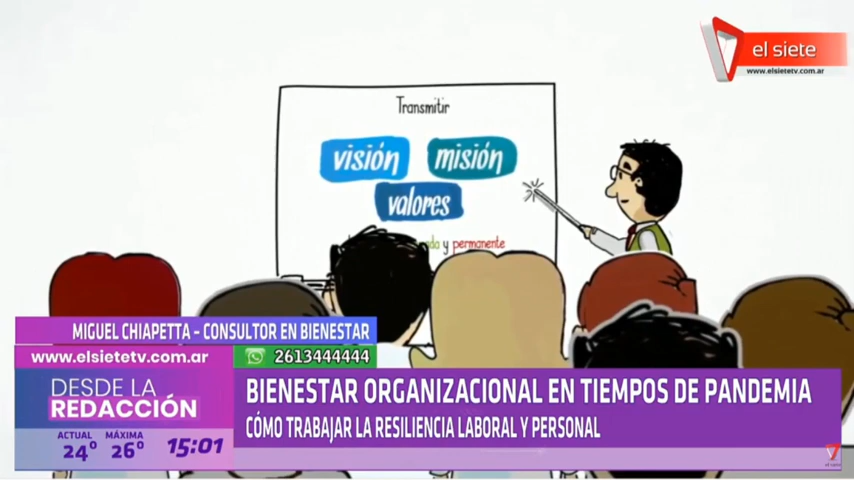 el siete
www.elsietetv.com.ar
Transmitir
visión misión
valores
y permanente
MIGUEL CHIAPETTA - CONSULTOR EN BIENESTAR
www.elsietetv.com.ar 2613444444
DESDE LA
REDACCIÓN
BIENESTAR ORGANIZACIONAL EN TIEMPOS DE PANDEMIA
CÓMO TRABAJAR LA RESILIENCIA LABORAL Y PERSONAL
ACTUAL MÁXIMA
24° 26° 15:01
el siete